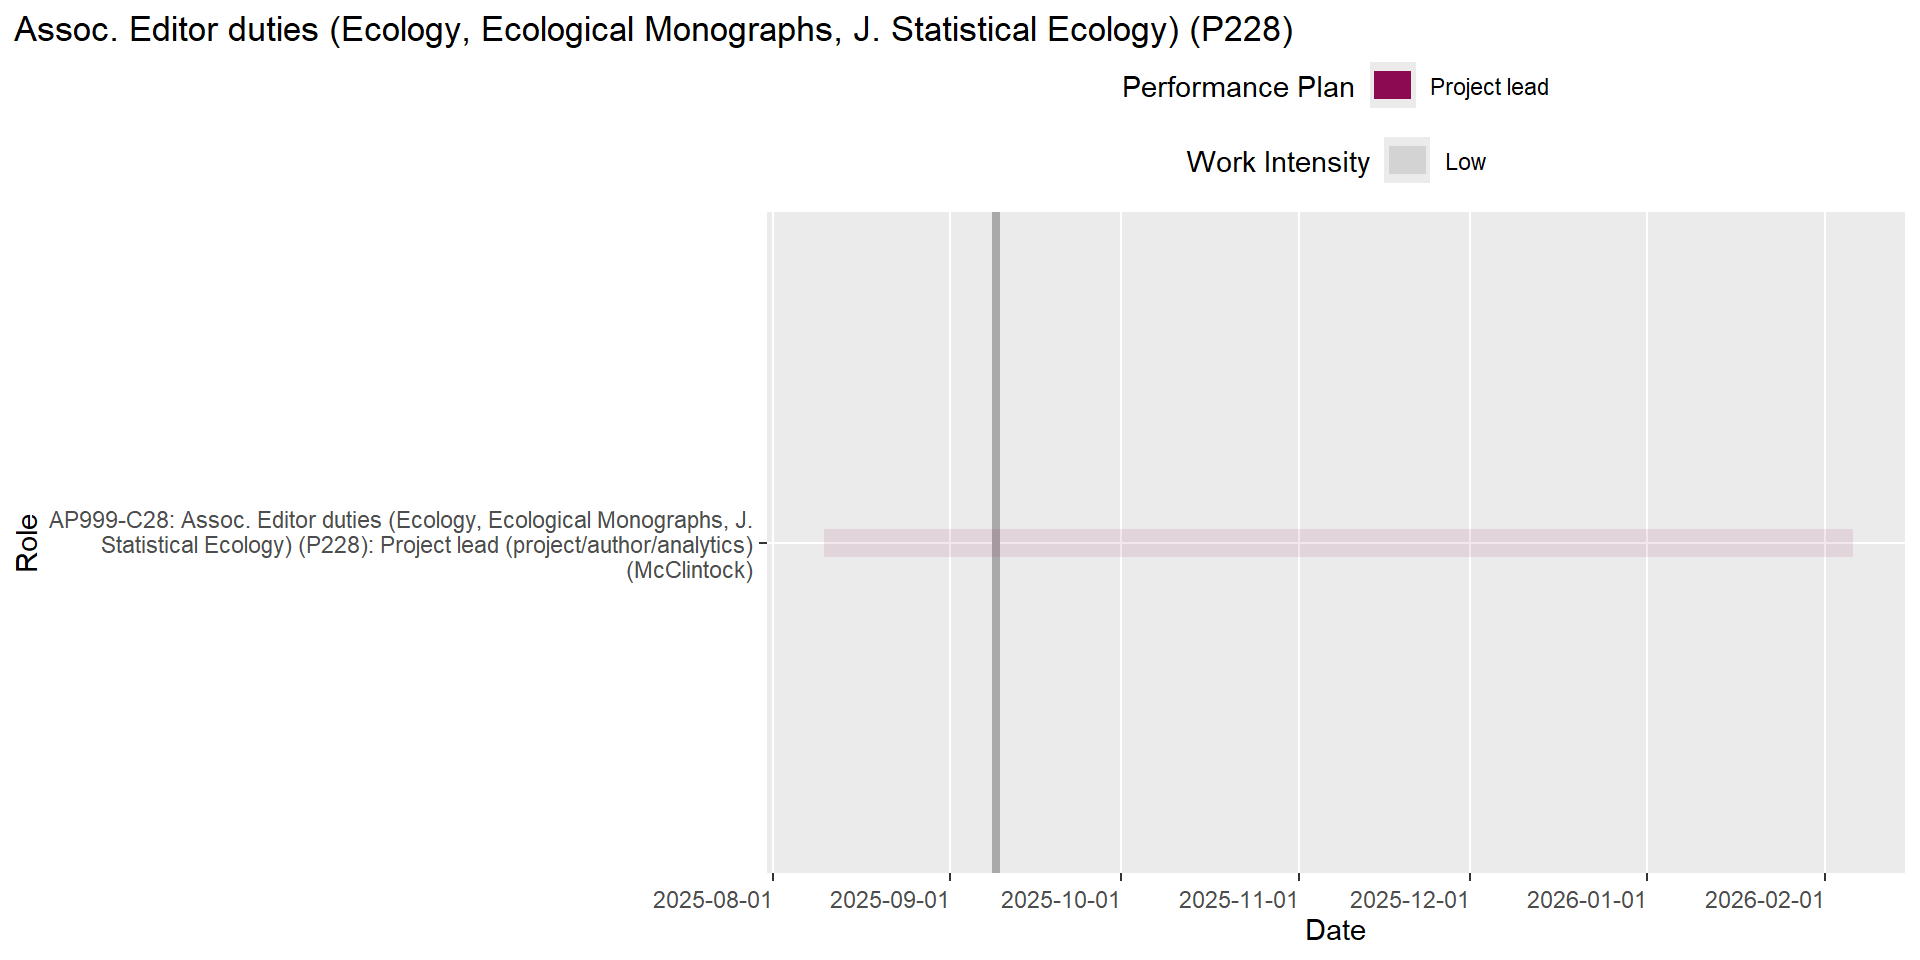 Assoc. Editor duties (Ecology, Ecological Monographs, J. Statistical Ecology) (P228)
Performance Plan
Project lead
Work Intensity
Low
Role
AP999-C28: Assoc. Editor duties (Ecology, Ecological Monographs, J.
Statistical Ecology) (P228): Project lead (project/author/analytics)
(McClintock)
2025-08-01
2025-09-01
2025-10-01
2025-11-01
2025-12-01
2026-01-01
2026-02-01
Date